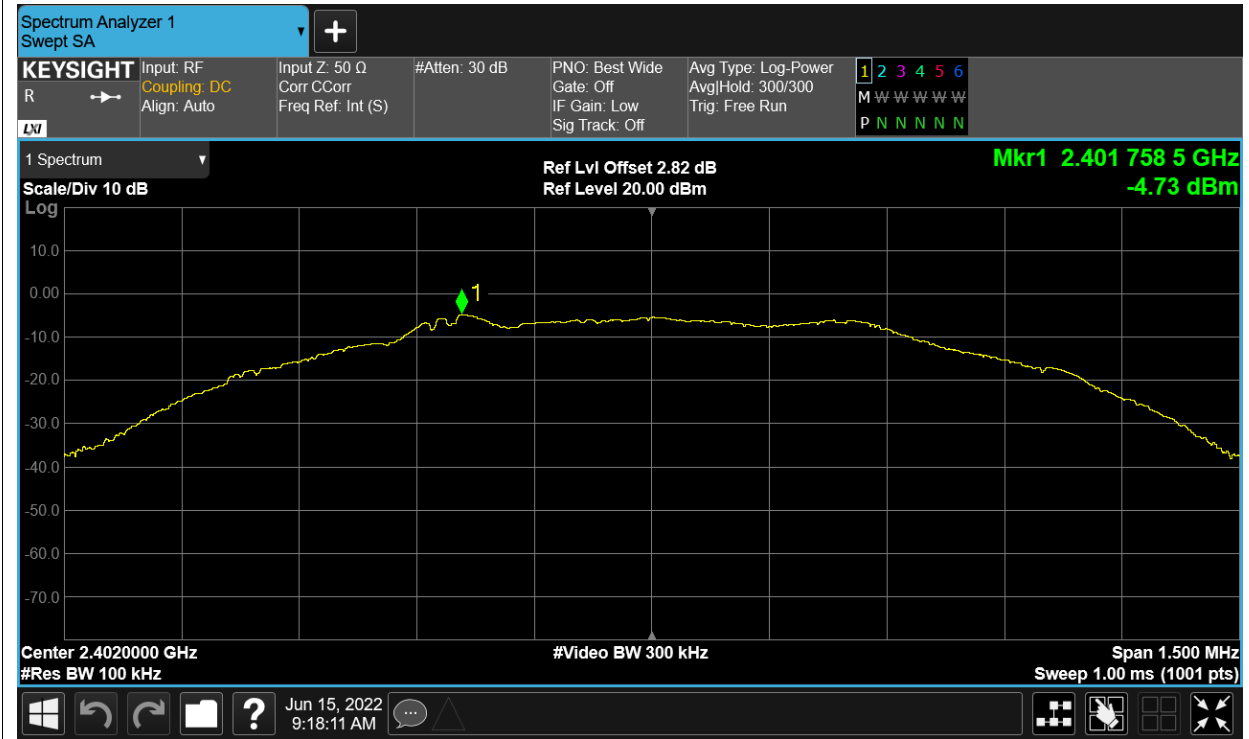 Spectrum Analyzer 1
Swept SA
KEYSIGHT
R
LXI
Input: RF
Coupling: DC
Align: Auto
Input Z: 50 Ω
Corr CCorr
Freq Ref: Int (S)
#Atten: 30 dB
PNO: Best Wide
Gate: Off
IF Gain: Low
Sig Track: Off
Avg Type: Log-Power
Avg|Hold: 300/300
Trig: Free Run
1 2 3 4 5 6
M W W W W W
P N N N N N
1 Spectrum
Scale/Div 10 dB
Ref Lvl Offset 2.82 dB
Ref Level 20.00 dBm
Mkr1 2.401 758 5 GHz
-4.73 dBm
Log
10.0
0.00
1
-10.0
-20.0
-30.0
-40.0
-50.0
-60.0
-70.0
Center 2.4020000 GHz
#Video BW 300 kHz
Span 1.500 MHz
#Res BW 100 kHz
Sweep 1.00 ms (1001 pts)
?
Jun 15, 2022
9:18:11 AM